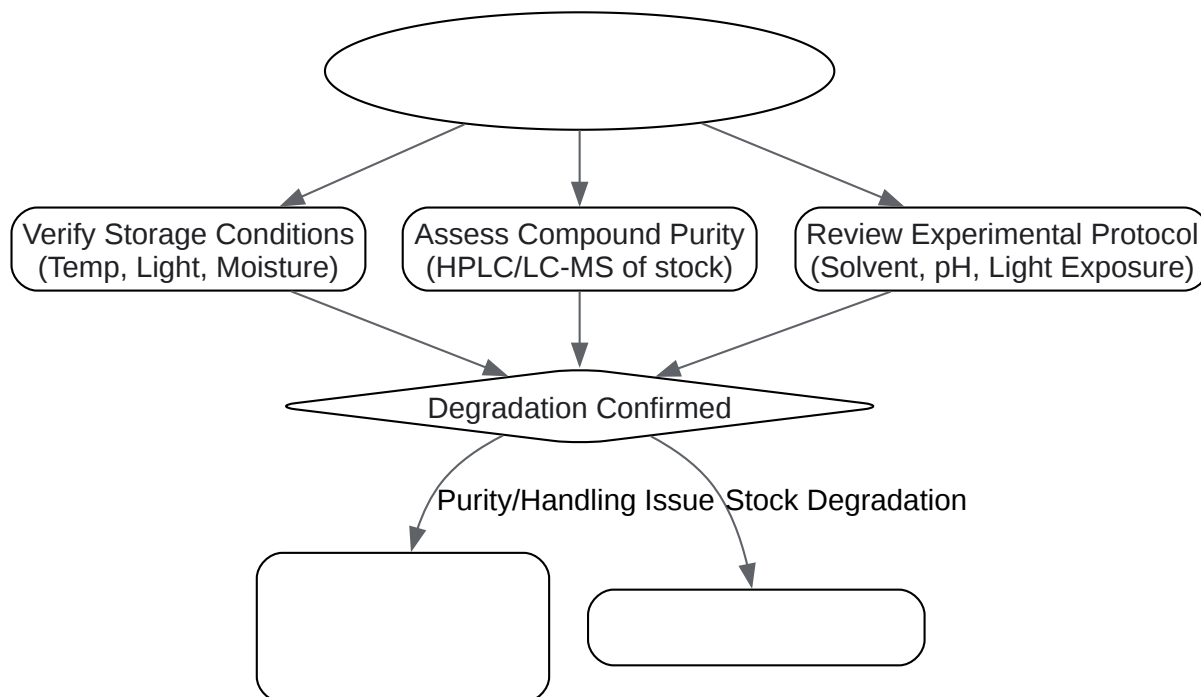 Verify Storage Conditions
(Temp, Light, Moisture)
Assess Compound Purity
(HPLC/LC-MS of stock)
Review Experimental Protocol
(Solvent, pH, Light Exposure)
Degradation Confirmed
Purity/Handling Issue
Stock Degradation